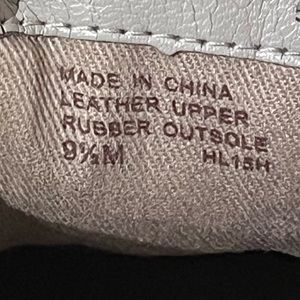 MADE IN CHINA
LEATHER UPPER
RUBBER OUTSOLE
9½M HL15H